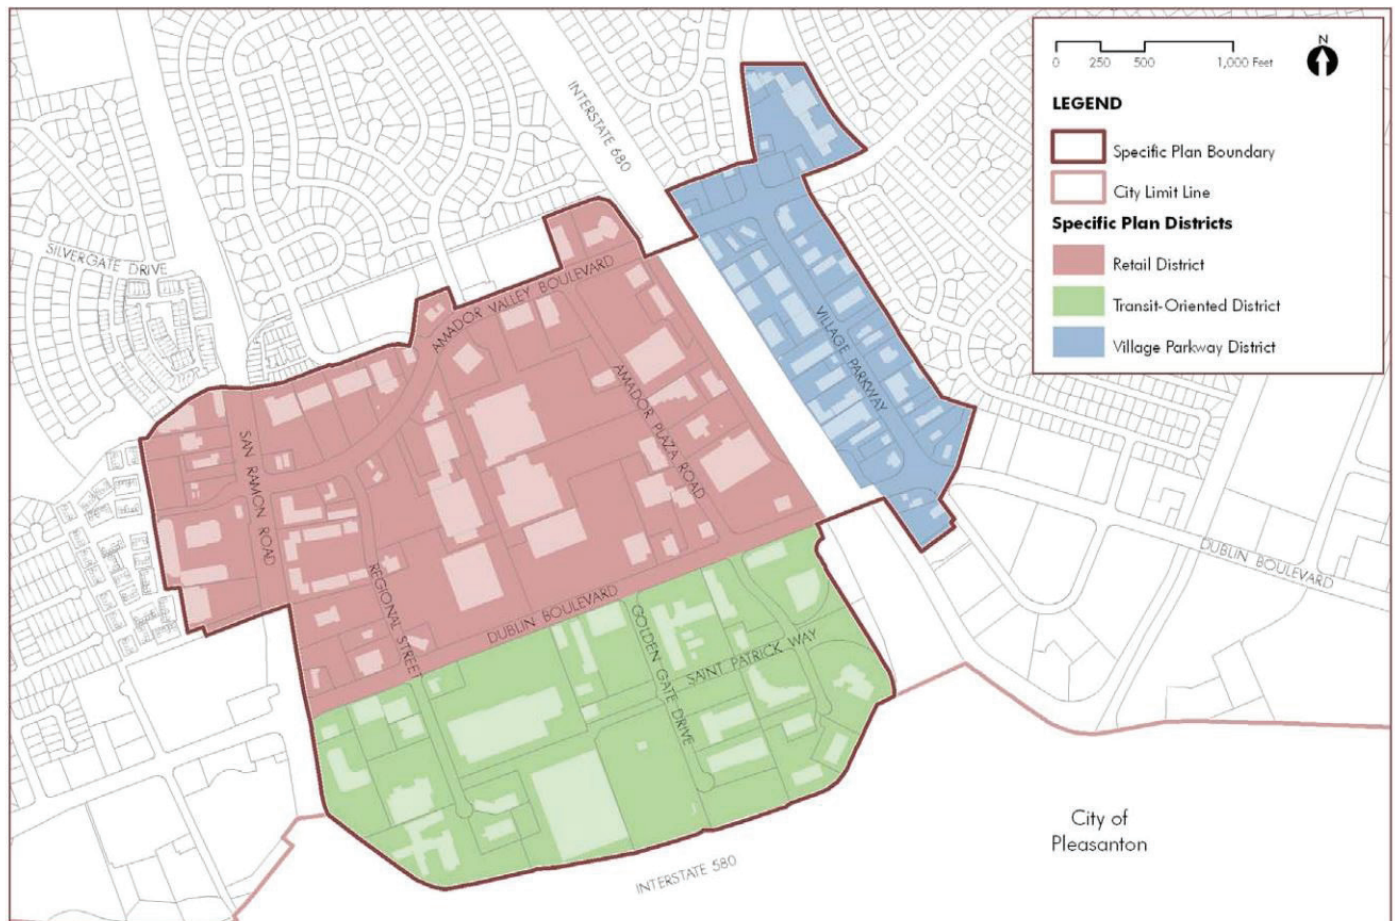 N
0 250 500 1,000 Feet
LEGEND
Specific Plan Boundary
City Limit Line
Specific Plan Districts
Retail District
Transit-Oriented District
Village Parkway District
INTERSTATE 680
SILVERGATE DRIVE
AMADOR VALLEY BOULEVARD
VILLAGE PARKWAY
AMADOR PLAZA ROAD
SAN RAMON ROAD
REGIONAL STREET
DUBLIN BOULEVARD
DUBLIN BOULEVARD
GOLDEN GATE DRIVE
SAINT PATRICK WAY
City of
Pleasanton
INTERSTATE 580